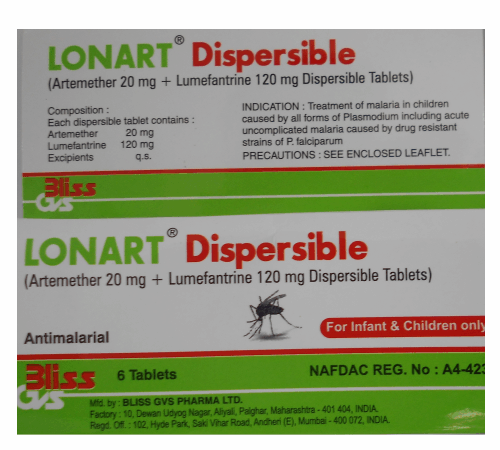 LONART® Dispersible
(Artemether 20 mg + Lumefantrine 120 mg Dispersible Tablets)
Composition :
Each dispersible tablet contains :
Artemether 20 mg
Lumefantrine 120 mg
Excipients q.s.
INDICATION : Treatment of malaria in children
caused by all forms of Plasmodium including acute
uncomplicated malaria caused by drug resistant
strains of P. falciparum
PRECAUTIONS : SEE ENCLOSED LEAFLET.
Bliss
GVS
LONART® Dispersible
(Artemether 20 mg + Lumefantrine 120 mg Dispersible Tablets)
Antimalarial
For Infant & Children only
Bliss
GVS
6 Tablets
NAFDAC REG. No : A4-423
Mfd. by : BLISS GVS PHARMA LTD.
Factory : 10, Dewan Udyog Nagar, Aliyali, Palghar, Maharashtra - 401 404, INDIA.
Regd. Off. : 102, Hyde Park, Saki Vihar Road, Andheri (E), Mumbai - 400 072, INDIA.